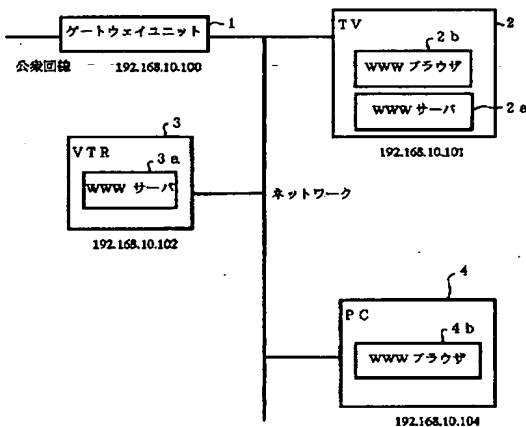 1
ゲートウェイユニット
公衆回線
192.168.10.100
TV
2
2b
WWW ブラウザ
2a
WWW サーバ
192.168.10.101
VTR
3
3a
WWW サーバ
192.168.10.102
ネットワーク
PC
4
4b
WWW ブラウザ
192.168.10.104